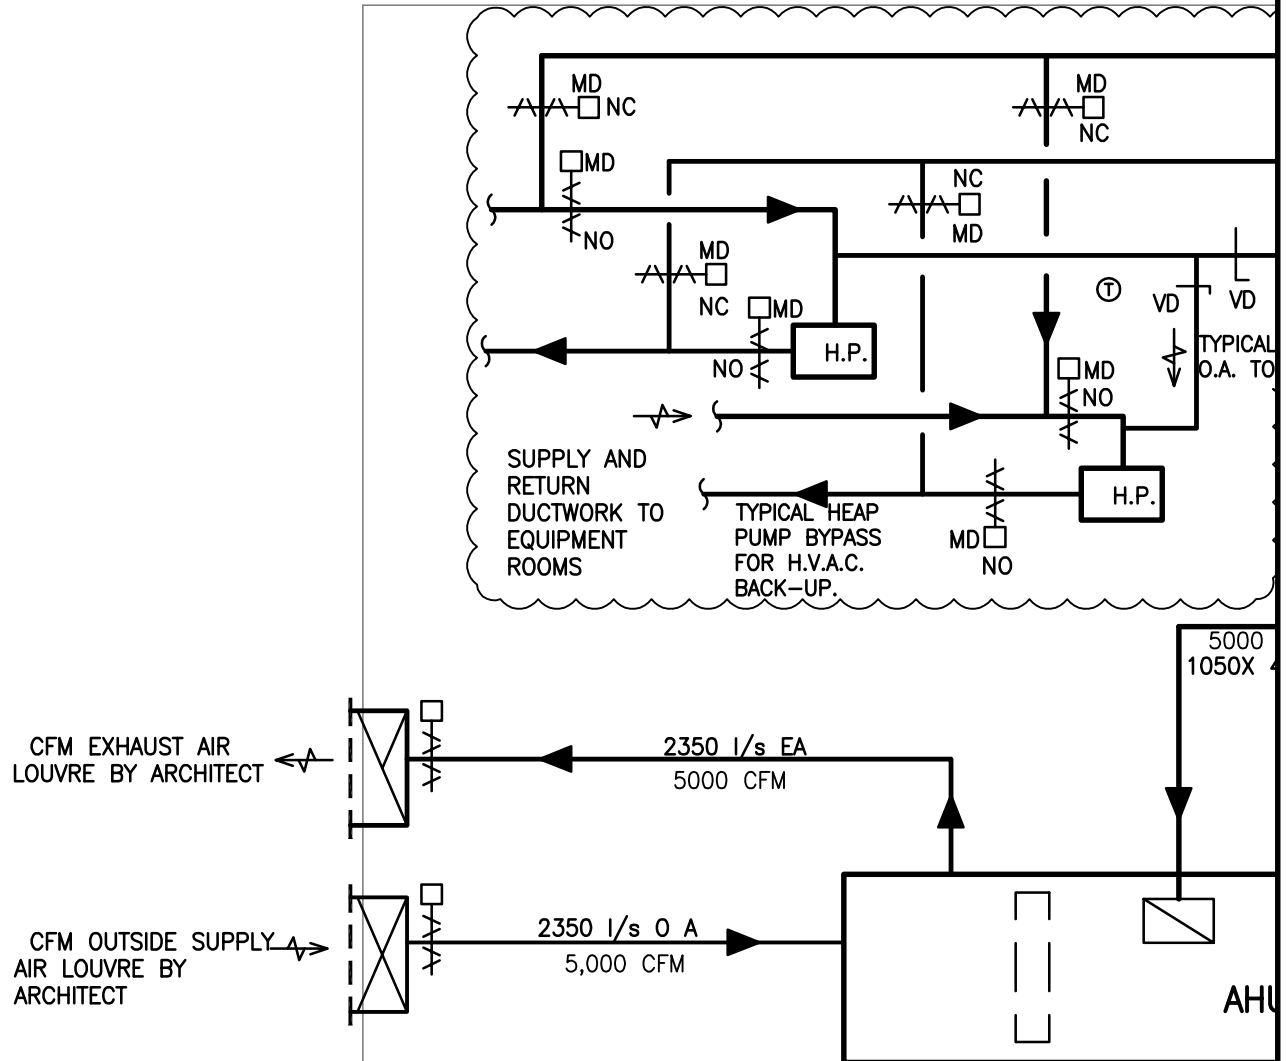 MD
NC
MD
NC
MD
NO
NC
MD
MD
NC
MD
NO
T
VD
VD
H.P.
TYPICAL
O.A. TO
MD
NO
SUPPLY AND
RETURN
DUCTWORK TO
EQUIPMENT
ROOMS
TYPICAL HEAP
PUMP BYPASS
FOR H.V.A.C.
BACK-UP.
H.P.
MD
NO
5000
1050X
CFM EXHAUST AIR
LOUVRE BY ARCHITECT
2350 l/s EA
5000 CFM
CFM OUTSIDE SUPPLY
AIR LOUVRE BY
ARCHITECT
2350 l/s O A
5,000 CFM
AHU